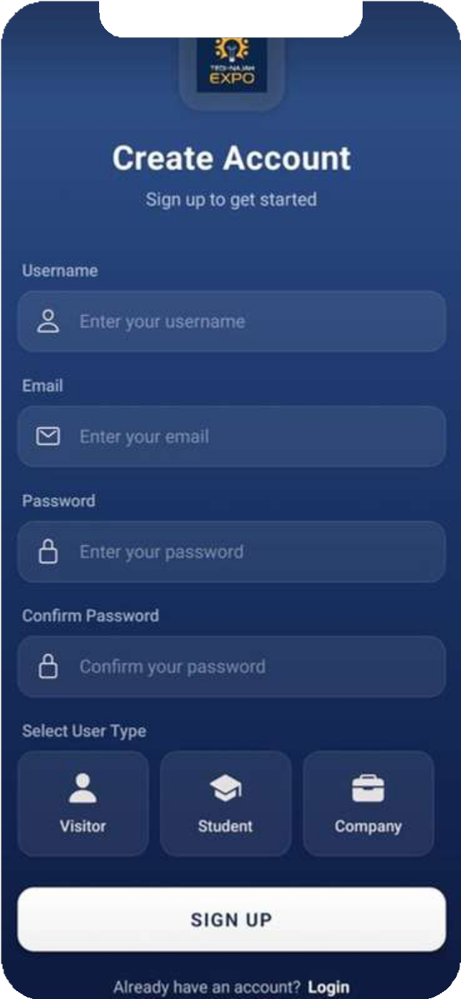 TECH-NAJAH
EXPO
Create Account
Sign up to get started
Username
Enter your username
Email
Enter your email
Password
Enter your password
Confirm Password
Confirm your password
Select User Type
Visitor Student Company
SIGN UP
Already have an account? Login